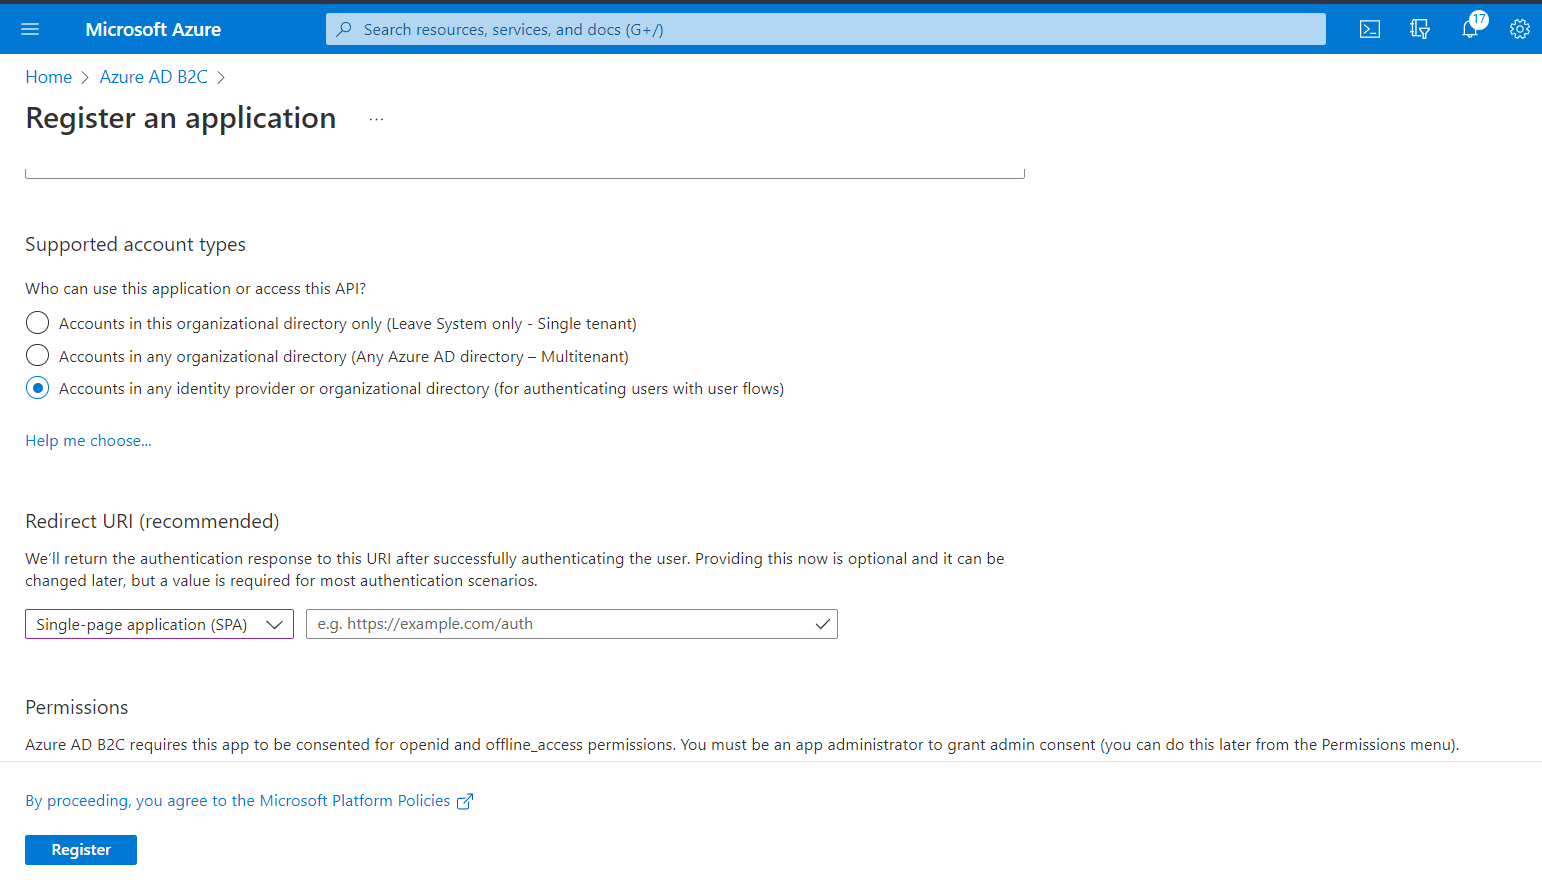 Microsoft Azure
Search resources, services, and docs (G+/)
17
Home > Azure AD B2C >
Register an application ...
Supported account types
Who can use this application or access this API?
Accounts in this organizational directory only (Leave System only - Single tenant)
Accounts in any organizational directory (Any Azure AD directory – Multitenant)
Accounts in any identity provider or organizational directory (for authenticating users with user flows)
Help me choose...
Redirect URI (recommended)
We'll return the authentication response to this URI after successfully authenticating the user. Providing this now is optional and it can be
changed later, but a value is required for most authentication scenarios.
Single-page application (SPA)
e.g. https://example.com/auth
Permissions
Azure AD B2C requires this app to be consented for openid and offline_access permissions. You must be an app administrator to grant admin consent (you can do this later from the Permissions menu).
By proceeding, you agree to the Microsoft Platform Policies
Register